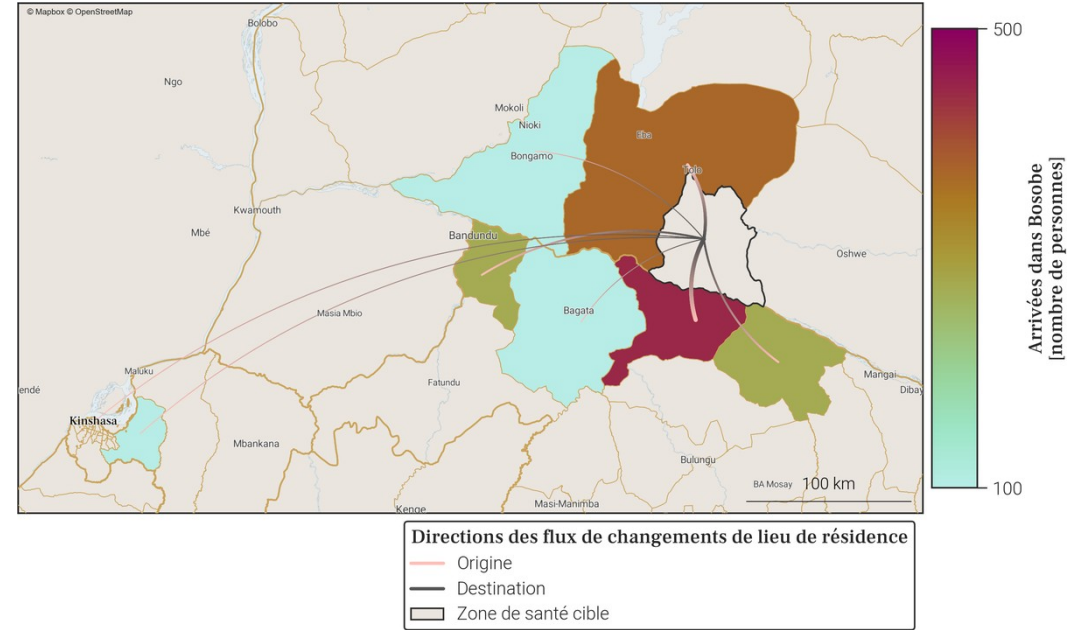 © Mapbox © OpenStreetMap
Bolobo
Ngo
Mokoli
Nioki
Eba
Bongamo
Tolo
Kwamouth
Mbé
Bandundu
Oshwe
Bagata
Masia Mbio
Maluku
Mangai
Fatundu
endé
Dibay
Kinshasa
Mbankana
Bulungu
BA Mosay
100 km
Masi-Manimba
Kenge
500
100
Arrivées dans Bosobe
[nombre de personnes]
Directions des flux de changements de lieu de résidence
Origine
Destination
Zone de santé cible